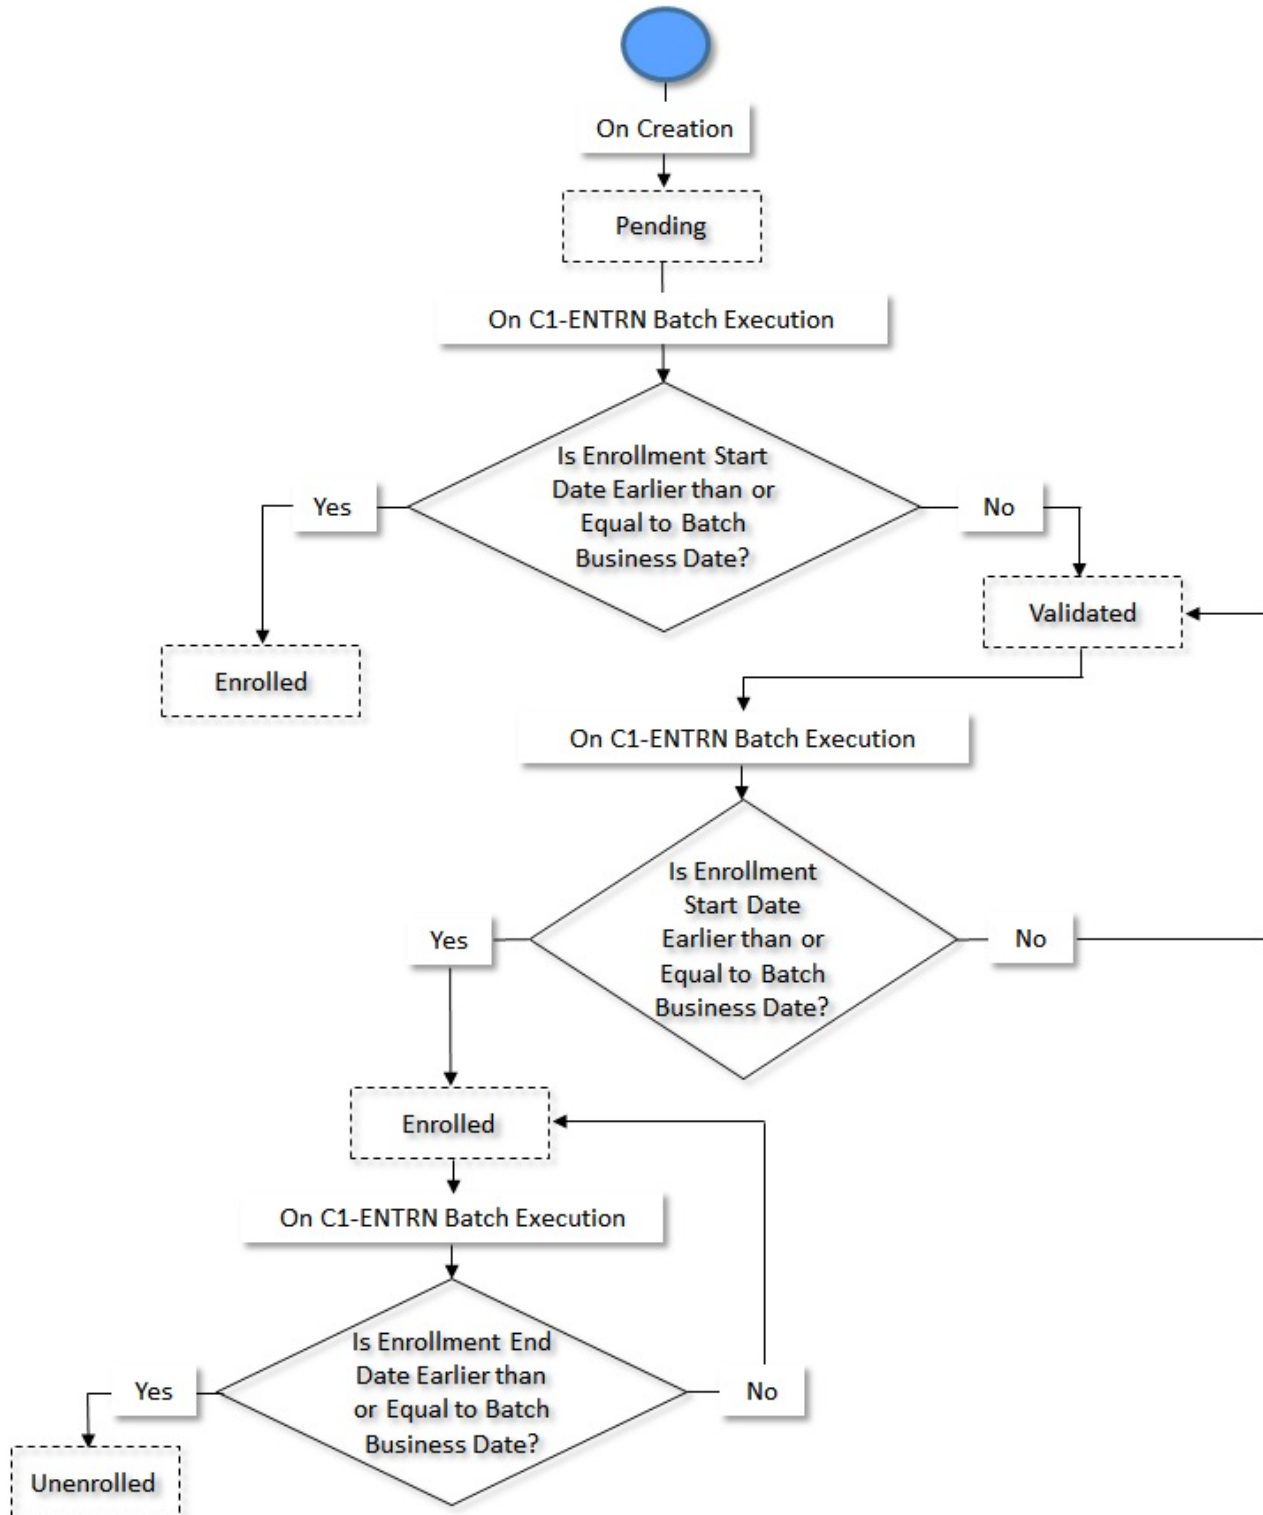 On Creation
Pending
On C1-ENTRN Batch Execution
Is Enrollment Start
Date Earlier than or
Equal to Batch
Business Date?
Yes
No
Validated
Enrolled
On C1-ENTRN Batch Execution
Is Enrollment
Start Date
Earlier than or
Equal to Batch
Business Date?
Yes
No
Enrolled
On C1-ENTRN Batch Execution
Is Enrollment End
Date Earlier than
or Equal to Batch
Business Date?
Yes
No
Unenrolled